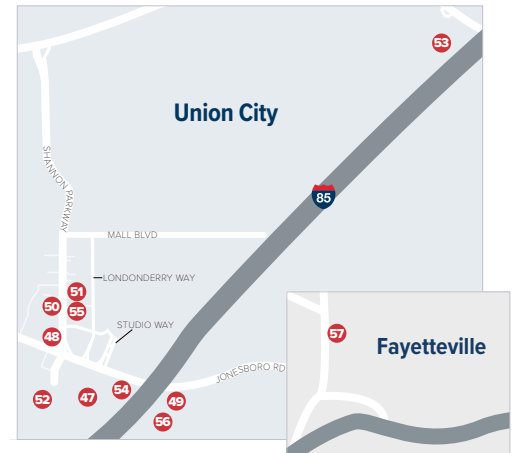 53
Union City
85
SHANNON PARKWAY
MALL BLVD
LONDONDERRY WAY
51
50
55
STUDIO WAY
48
57
Fayetteville
JONESBORO RD
54
52
47
49
56